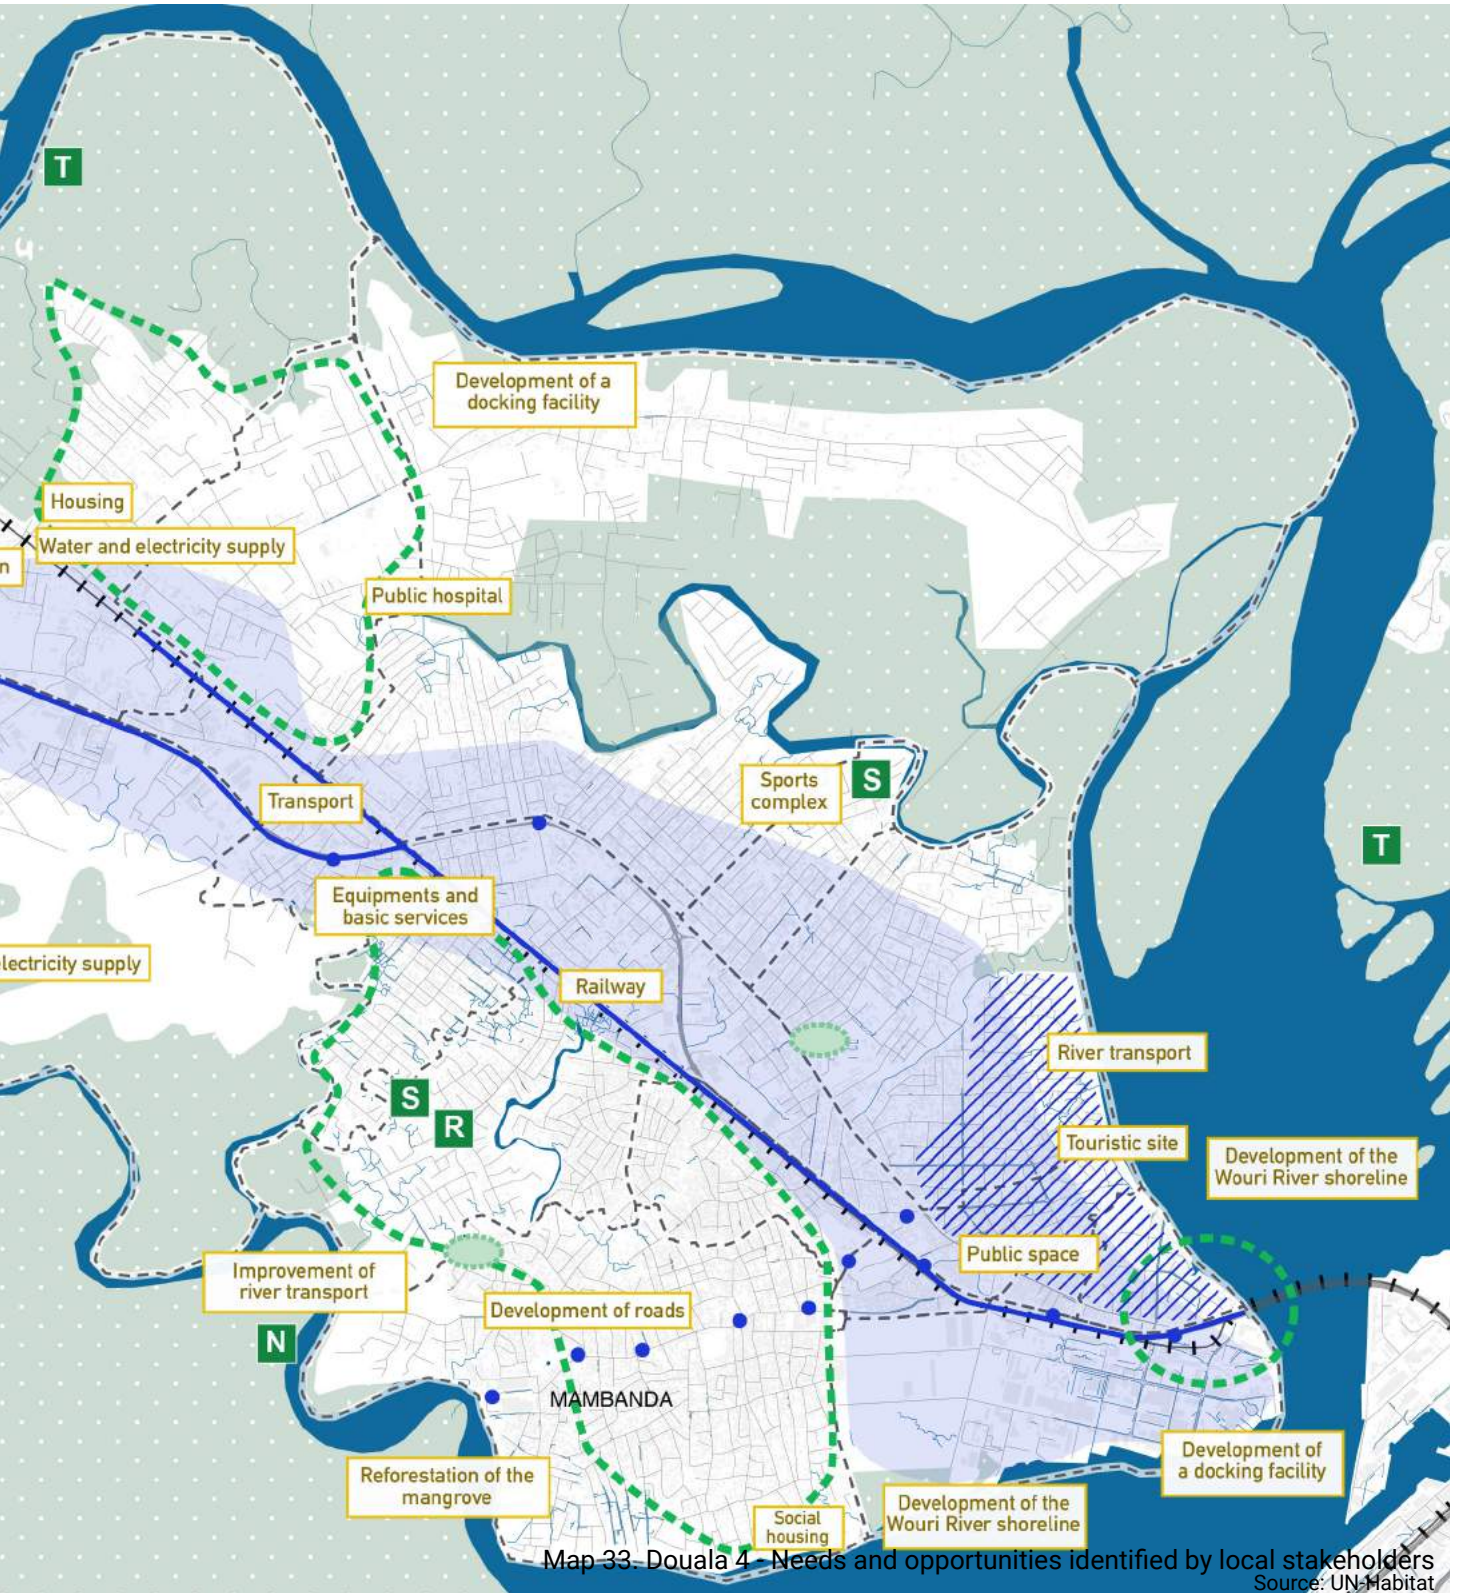 T
Development of a
docking facility
Housing
Water and electricity supply
n
Public hospital
Sports
complex
S
Transport
T
Equipments and
basic services
lectricity supply
Railway
River transport
S
R
Touristic site
Development of the
Wouri River shoreline
Public space
Improvement of
river transport
Development of roads
N
MAMBANDA
Development of
a docking facility
Reforestation of the
mangrove
Development of the
Wouri River shoreline
Social
housing
Map 33. Douala 4 - Needs and opportunities identified by local stakeholders
Source: UN-Habitat